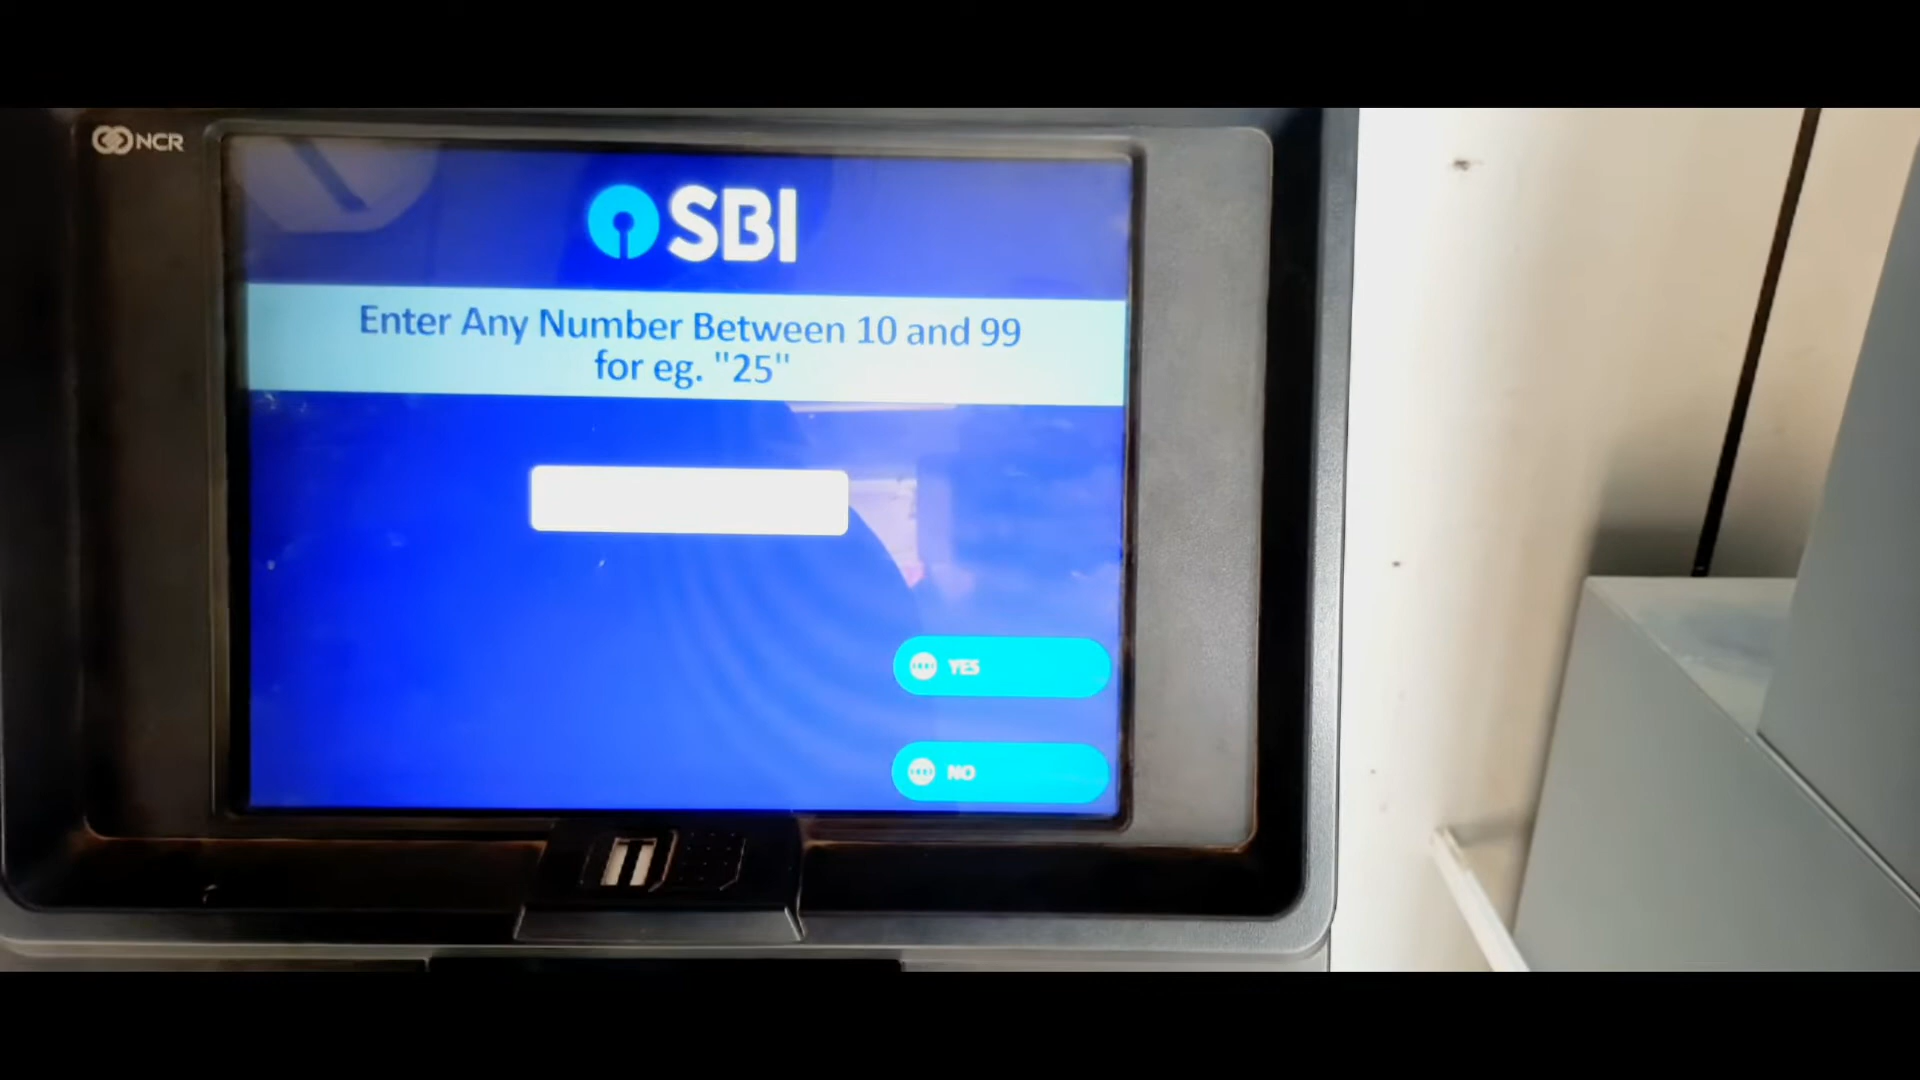 NCR
SBI
Enter Any Number Between 10 and 99
for eg. "25"
YES
NO